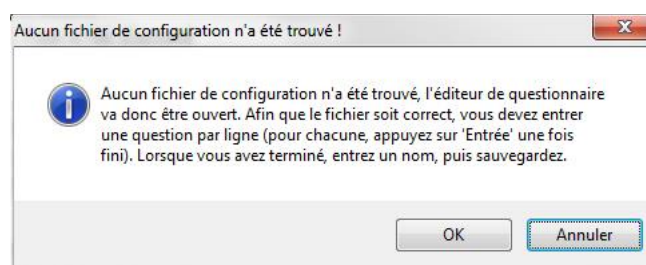 Aucun fichier de configuration n'a été trouvé !
Aucun fichier de configuration n'a été trouvé, l'éditeur de questionnaire
va donc être ouvert. Afin que le fichier soit correct, vous devez entrer
une question par ligne (pour chacune, appuyez sur 'Entrée' une fois
fini). Lorsque vous avez terminé, entrez un nom, puis sauvegardez.
OK
Annuler